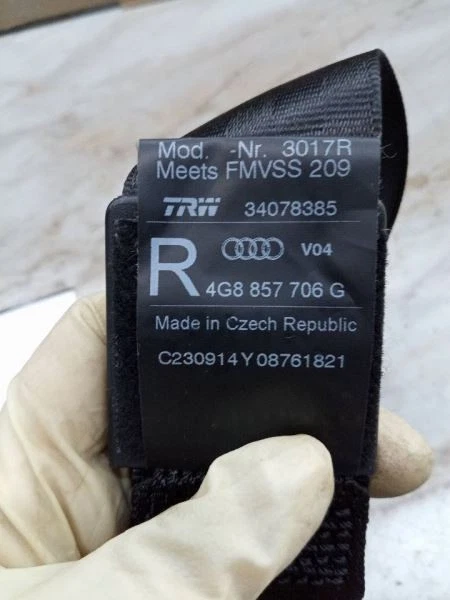 Mod. -Nr. 3017R
Meets FMVSS 209
TRW 34078385
R V04
4G8 857 706 G
Made in Czech Republic
C230914Y08761821